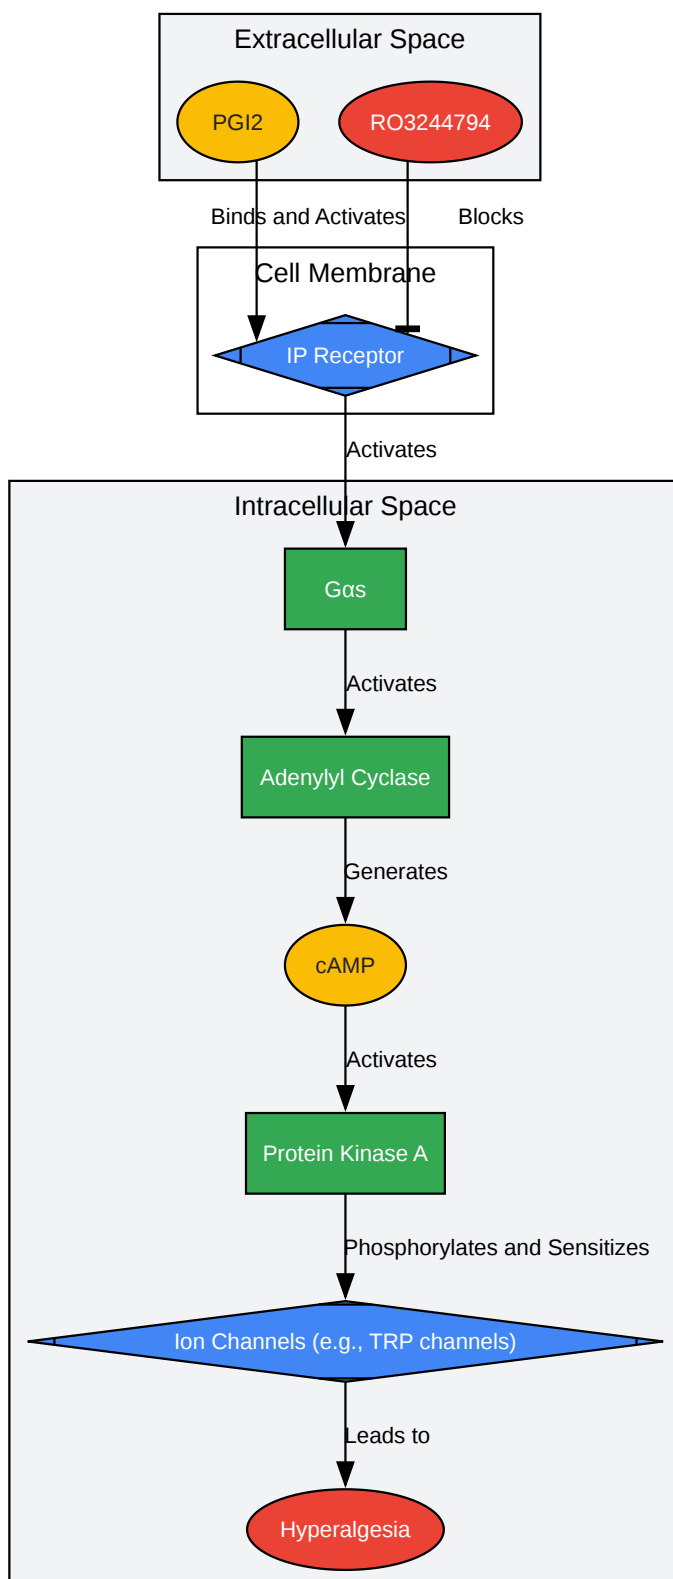 Extracellular Space
PGI2
RO3244794
Binds and Activates
Blocks
Cell Membrane
IP Receptor
Activates
Intracellular Space
Gαs
Activates
Adenylyl Cyclase
Generates
cAMP
Activates
Protein Kinase A
Phosphorylates and Sensitizes
Ion Channels (e.g., TRP channels)
Leads to
Hyperalgesia